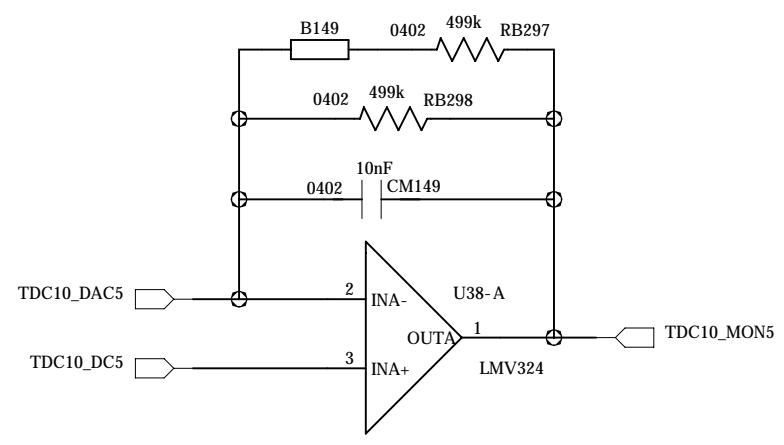 B149 0402 499k RB297
0402 499k RB298
10nF
0402 CM149
TDC10_DAC5 2 INA- U38-A
OUTA 1 TDC10_MON5
TDC10_DC5 3 INA+ LMV324